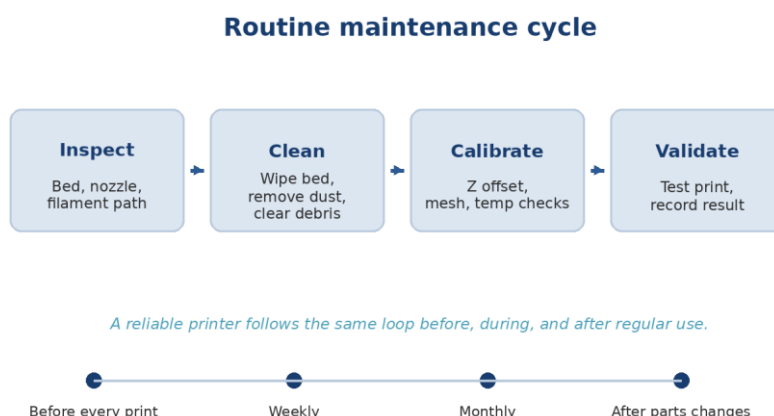 Routine maintenance cycle
Inspect
Bed, nozzle,
filament path
Clean
Wipe bed,
remove dust,
clear debris
Calibrate
Z offset,
mesh, temp checks
Validate
Test print,
record result
A reliable printer follows the same loop before, during, and after regular use.
Before every print
Weekly
Monthly
After parts changes